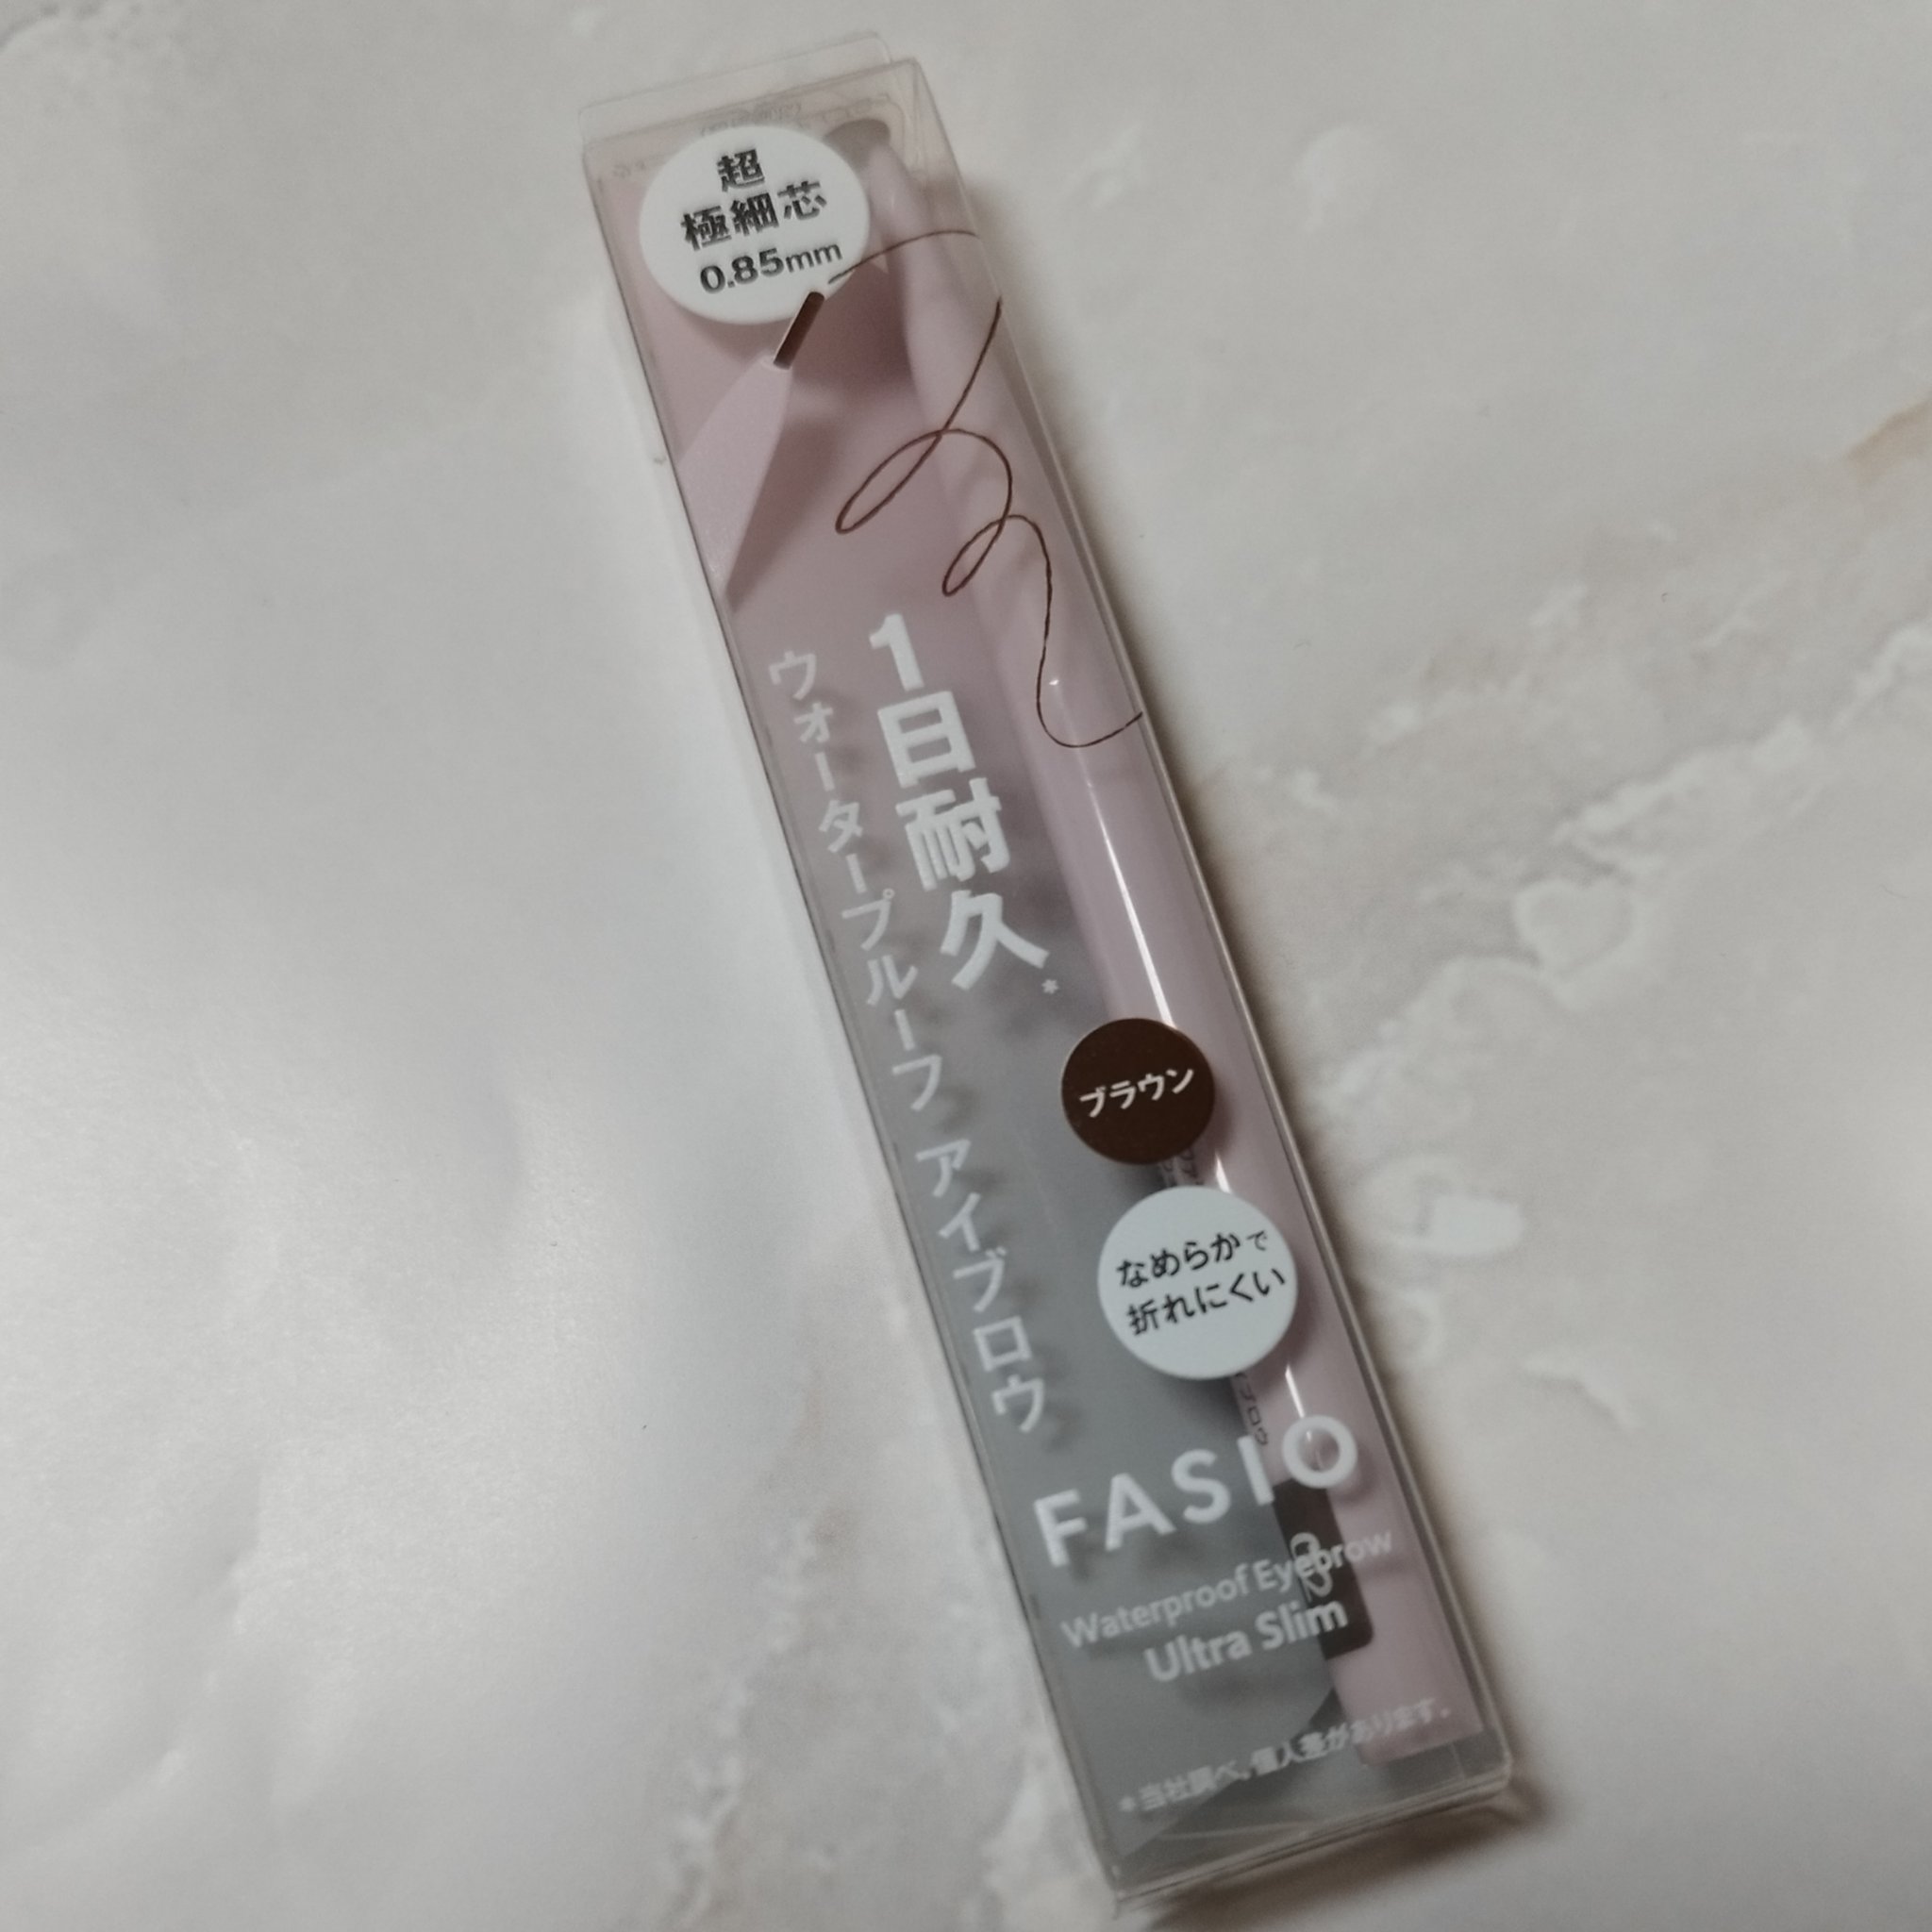 超
極細芯
0.85mm
1日耐久*
ウォータープルーフ アイブロウ
ブラウン
なめらかで
折れにくい
FASIO
Waterproof Eyebrow
Ultra Slim
*当社調べ。個人差があります。